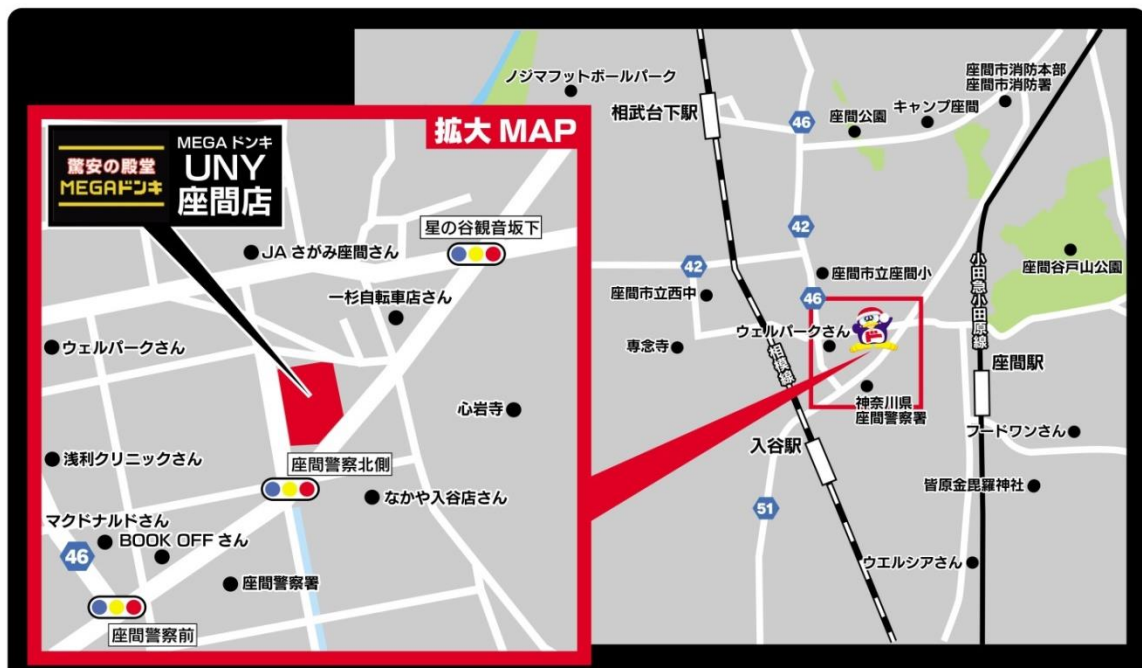 拡大 MAP
驚安の殿堂
MEGAドンキ
MEGA ドンキ
UNY
座間店
星の谷観音坂下
JA さがみ座間さん
一杉自転車店さん
ウェルパークさん
心岩寺
浅利クリニックさん
座間警察北側
なかや入谷店さん
マクドナルドさん
BOOK OFF さん
46
座間警察署
座間警察前
ノジマフットボールパーク
座間市消防本部
座間市消防署
相武台下駅
キャンプ座間
46
座間公園
42
42
座間市立座間小
座間谷戸山公園
座間市立西中
46
小田急小田原線
ウェルパークさん
専念寺
相模線
座間駅
神奈川県
座間警察署
入谷駅
フードワンさん
皆原金毘羅神社
51
ウエルシアさん